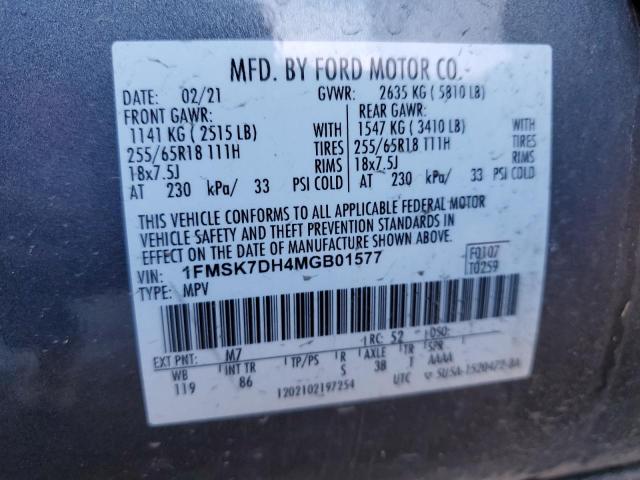 MFD. BY FORD MOTOR CO.
DATE: 02/21 GVWR: 2635 KG ( 5810 LB)
FRONT GAWR: REAR GAWR:
1141 KG ( 2515 LB) WITH 1547 KG ( 3410 LB) WITH
255/65R18 111H TIRES 255/65R18 111H TIRES
18x7.5J RIMS 18x7.5J RIMS
AT 230 kPa/ 33 PSI COLD AT 230 kPa/ 33 PSI COLD
THIS VEHICLE CONFORMS TO ALL APPLICABLE FEDERAL MOTOR
VEHICLE SAFETY AND THEFT PREVENTION STANDARDS IN
EFFECT ON THE DATE OF MANUFACTURE SHOWN ABOVE.
VIN: 1FMSK7DH4MGB01577 F0107
TYPE: MPV T0259
EXT PNT: M7 RC: 52 DSO:
WB INT TR TP/PS R AXLE TR SPR
119 86 S 38 T AAAA
1202102197254 UTC